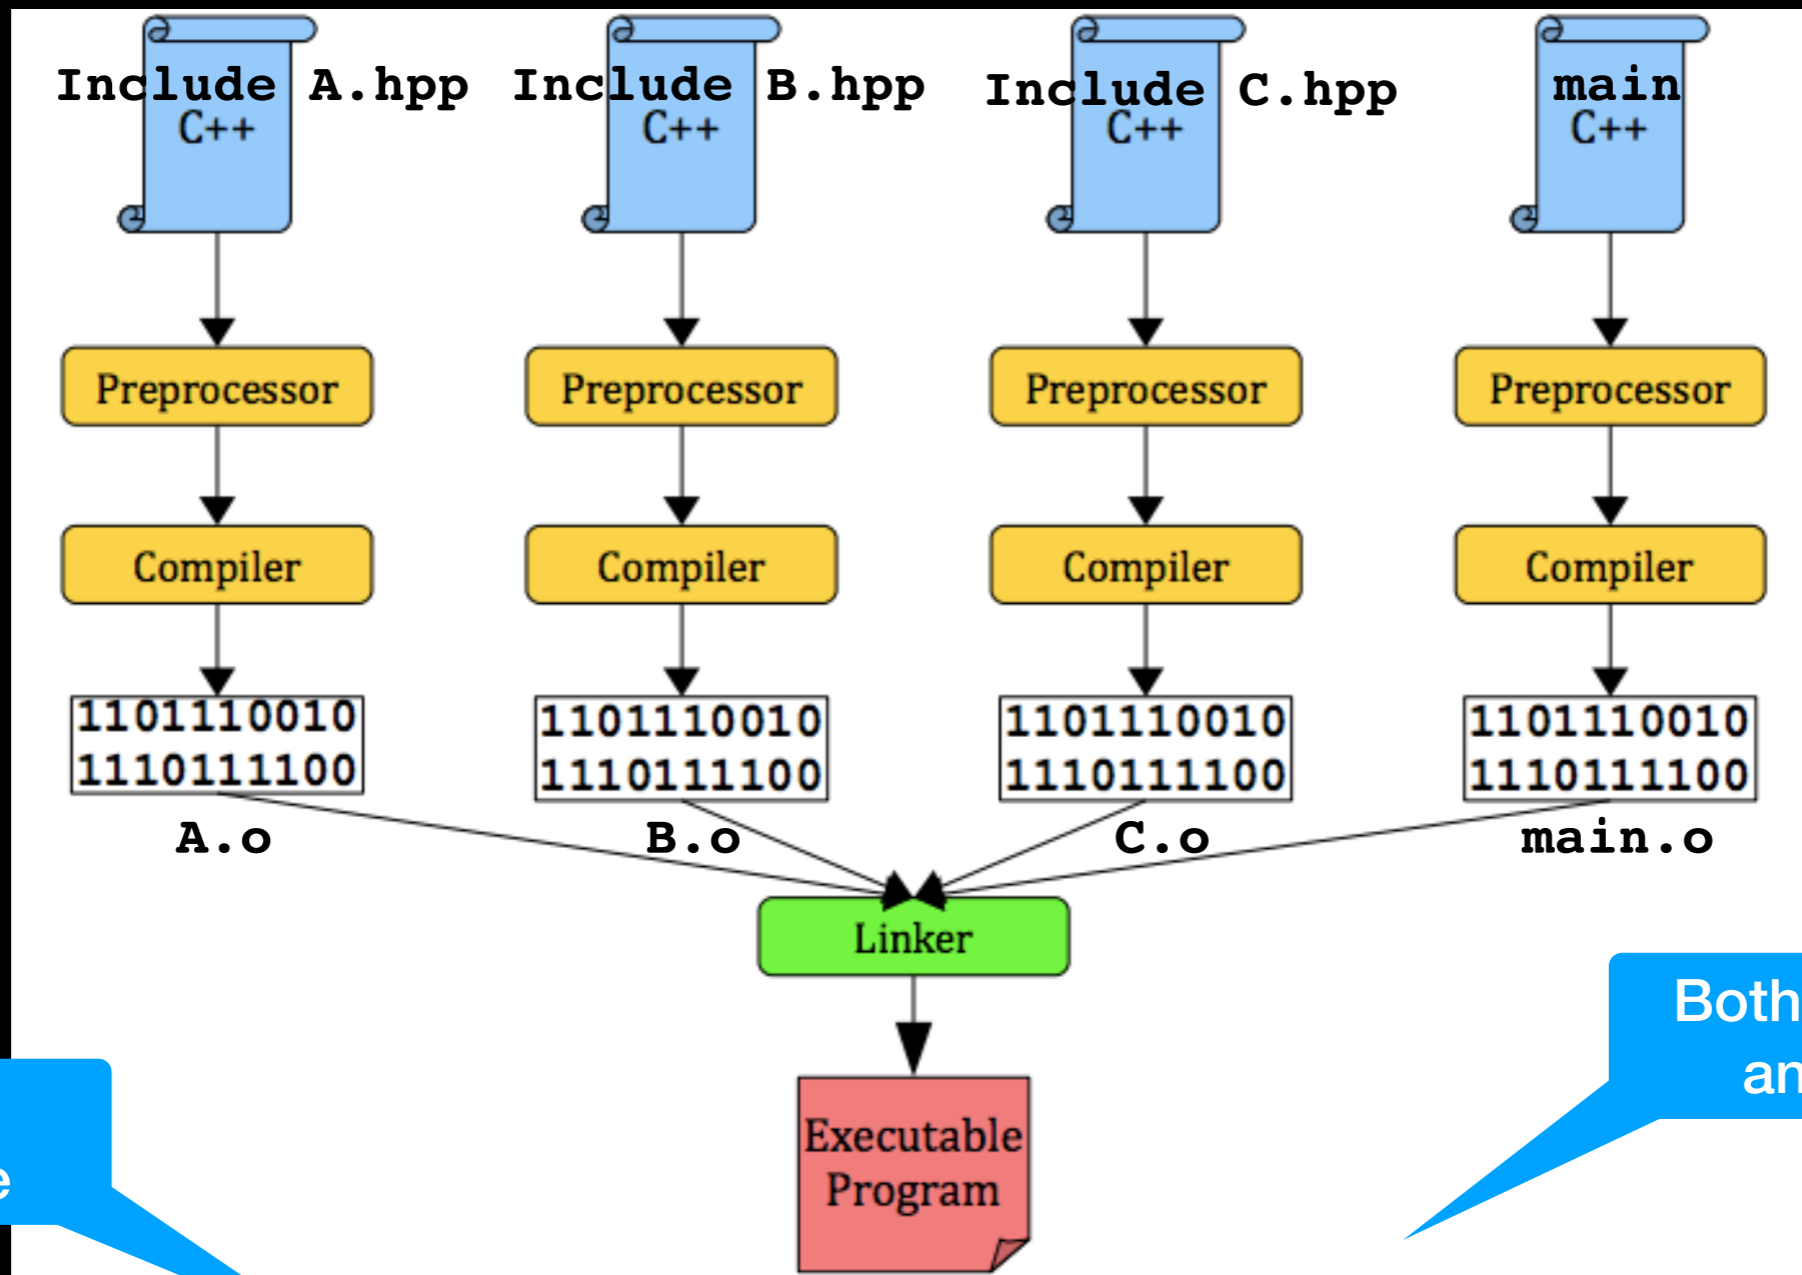 Include A.hpp Include B.hpp Include C.hpp main
C++ C++ C++ C++
Preprocessor Preprocessor Preprocessor Preprocessor
Compiler Compiler Compiler Compiler
1101110010 1101110010 1101110010 1101110010
1110111100 1110111100 1110111100 1110111100
A.o B.o C.o main.o
Linker
Both
an
Executable
Program
e